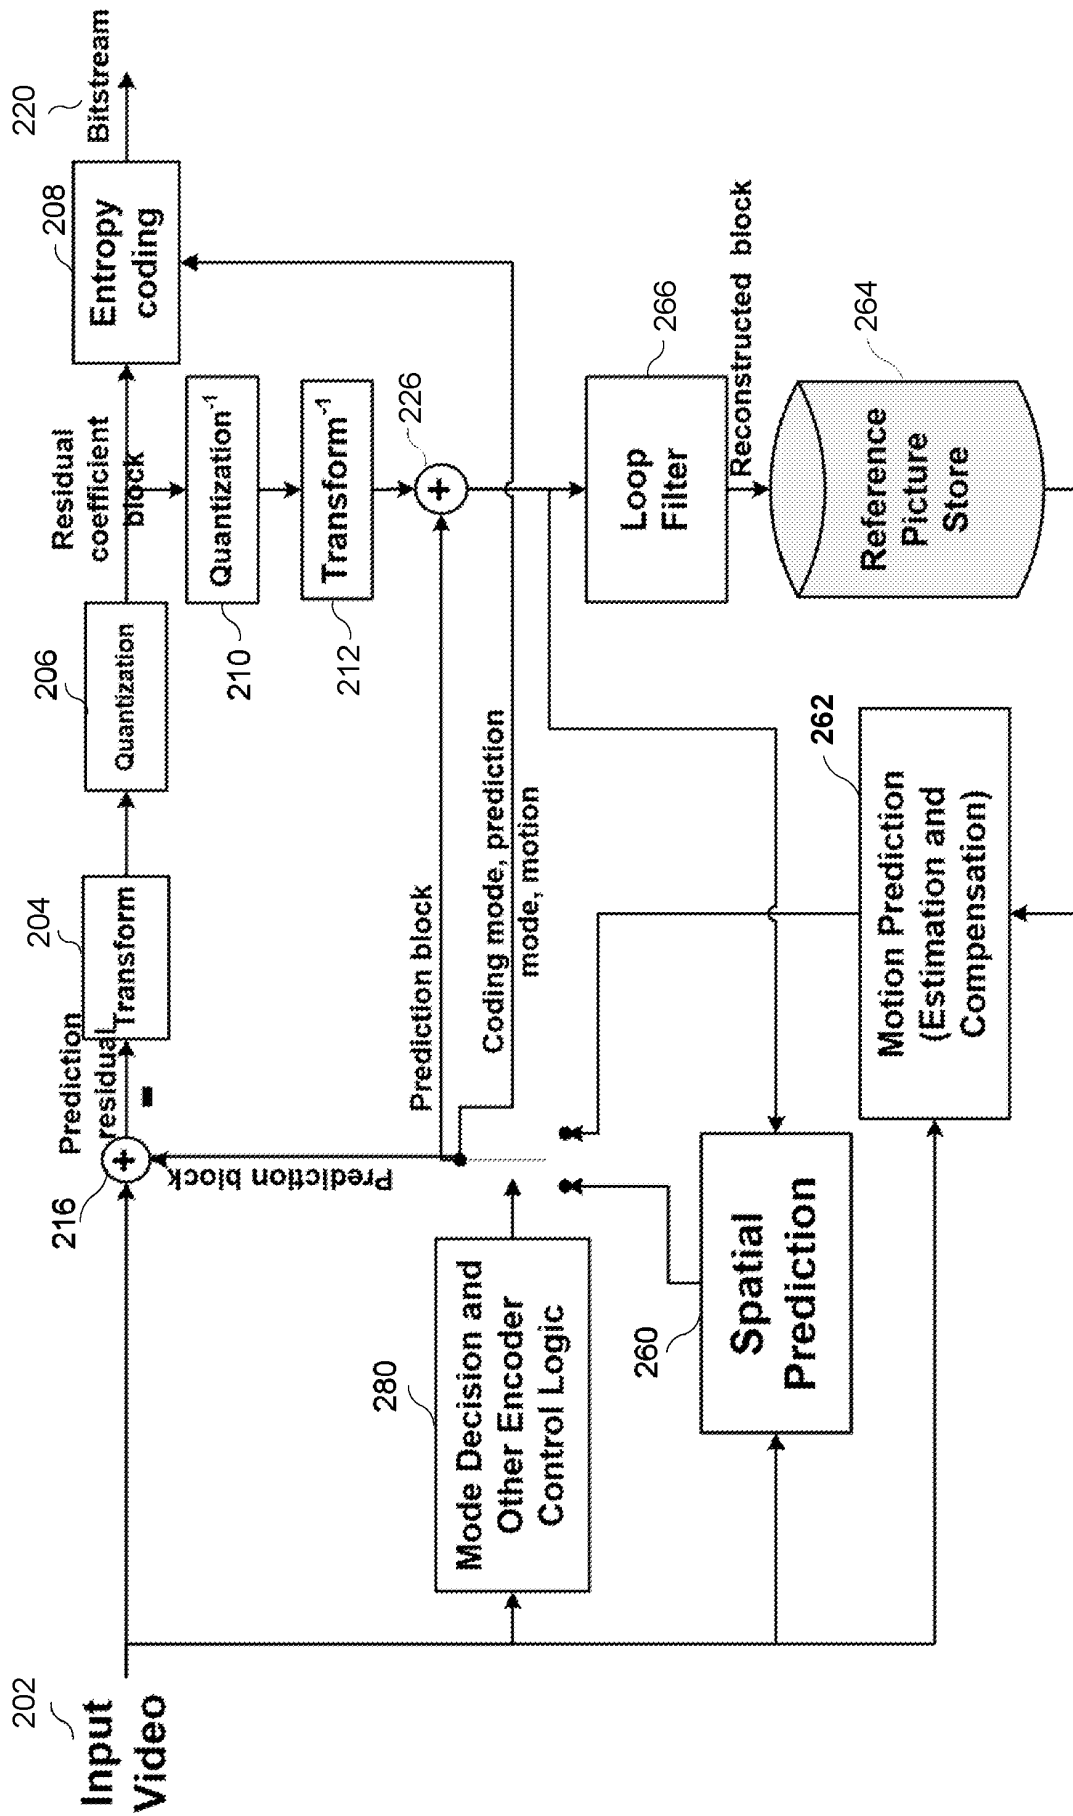 202
Input
Video
216
Prediction
residual
204
Transform
206
Quantization
Residual
coefficient
block
208
Entropy
coding
220
Bitstream
Quantization-1
210
Transform-1
212
226
Prediction block
Prediction block
Coding mode, prediction
mode, motion
280
Mode Decision and
Other Encoder
Control Logic
Loop
Filter
266
Reconstructed block
260
Spatial
Prediction
262
Motion Prediction
(Estimation and
Compensation)
264
Reference
Picture
Store